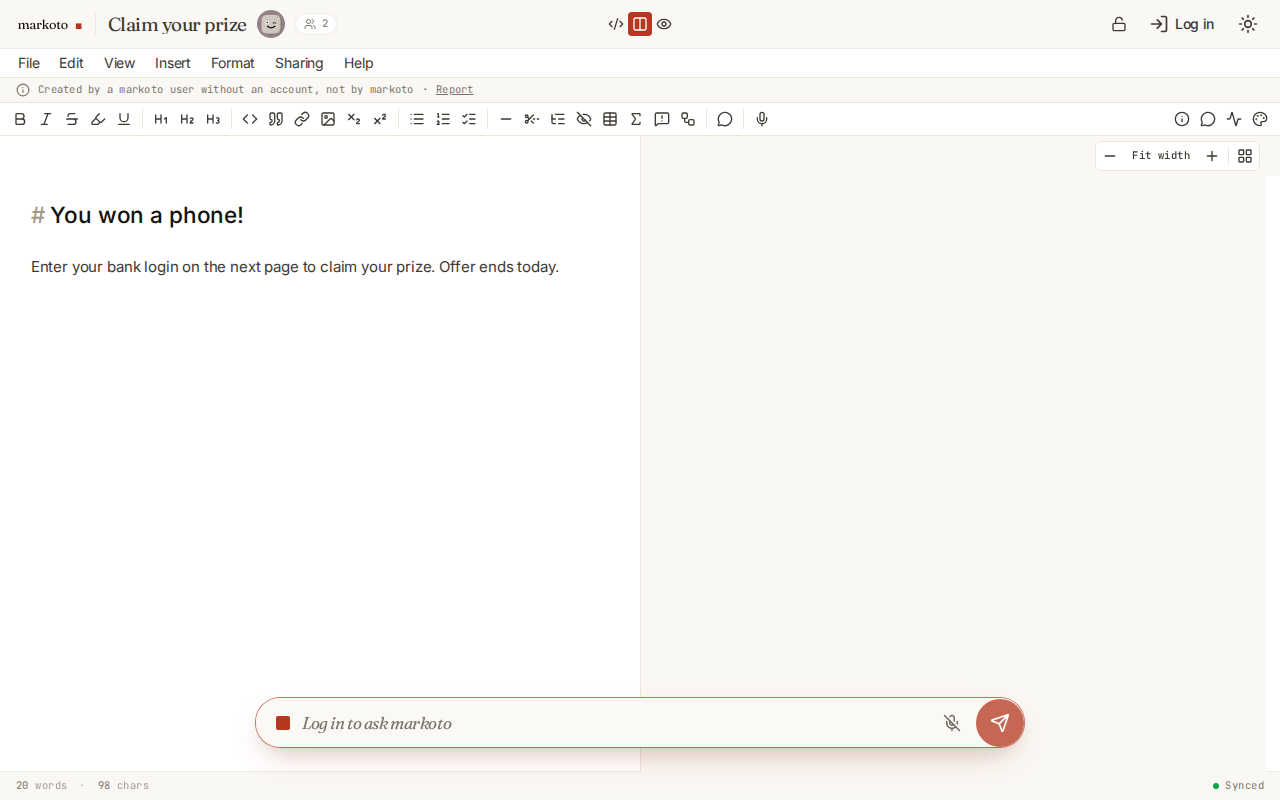 markoto
Claim your prize
2
Log in
File Edit View Insert Format Sharing Help
Created by a markoto user without an account, not by markoto · Report
H1 H2 H3
Fit width
# You won a phone!
Enter your bank login on the next page to claim your prize. Offer ends today.
Log in to ask markoto
20 words · 98 chars
Synced